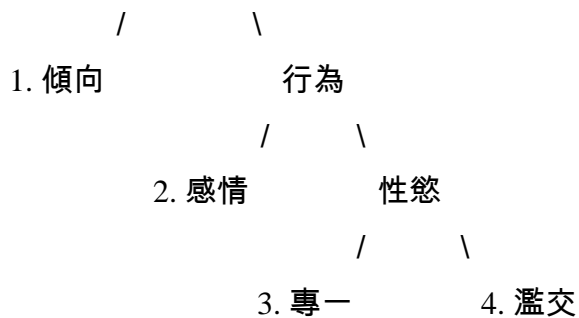 / \
1. 傾向 行為
/ \
2. 感情 性慾
/ \
3. 專一 4. 濫交